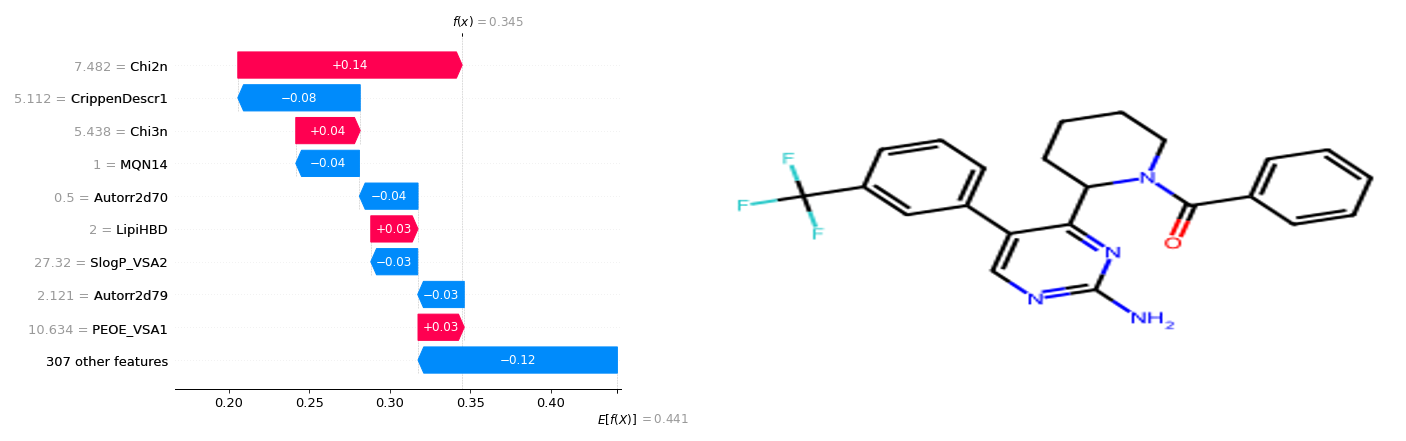 f(x) = 0.345
7.482 = Chi2n
+0.14
5.112 = CrippenDescr1
−0.08
5.438 = Chi3n
+0.04
1 = MQN14
−0.04
0.5 = Autorr2d70
−0.04
2 = LipiHBD
+0.03
27.32 = SlogP_VSA2
−0.03
2.121 = Autorr2d79
−0.03
10.634 = PEOE_VSA1
+0.03
307 other features
−0.12
0.20 0.25 0.30 0.35 0.40
E[f(X)] = 0.441
F
F
F
N
O
N
N
NH2